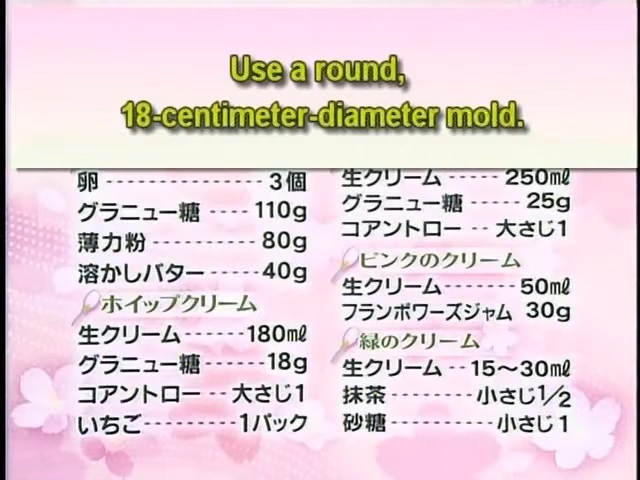 Use a round,
18-centimeter-diameter mold.
卵----------------3個
グラニュー糖-----110g
薄力粉-----------80g
溶かしバター-----40g
ホイップクリーム
生クリーム------180㎖
グラニュー糖-----18g
コアントロー--大さじ1
いちご---------1パック
生クリーム-----250㎖
グラニュー糖-----25g
コアントロー--大さじ1
ピンクのクリーム
生クリーム------50㎖
フランボワーズジャム 30g
緑のクリーム
生クリーム--15〜30㎖
抹茶--------小さじ1/2
砂糖---------小さじ1